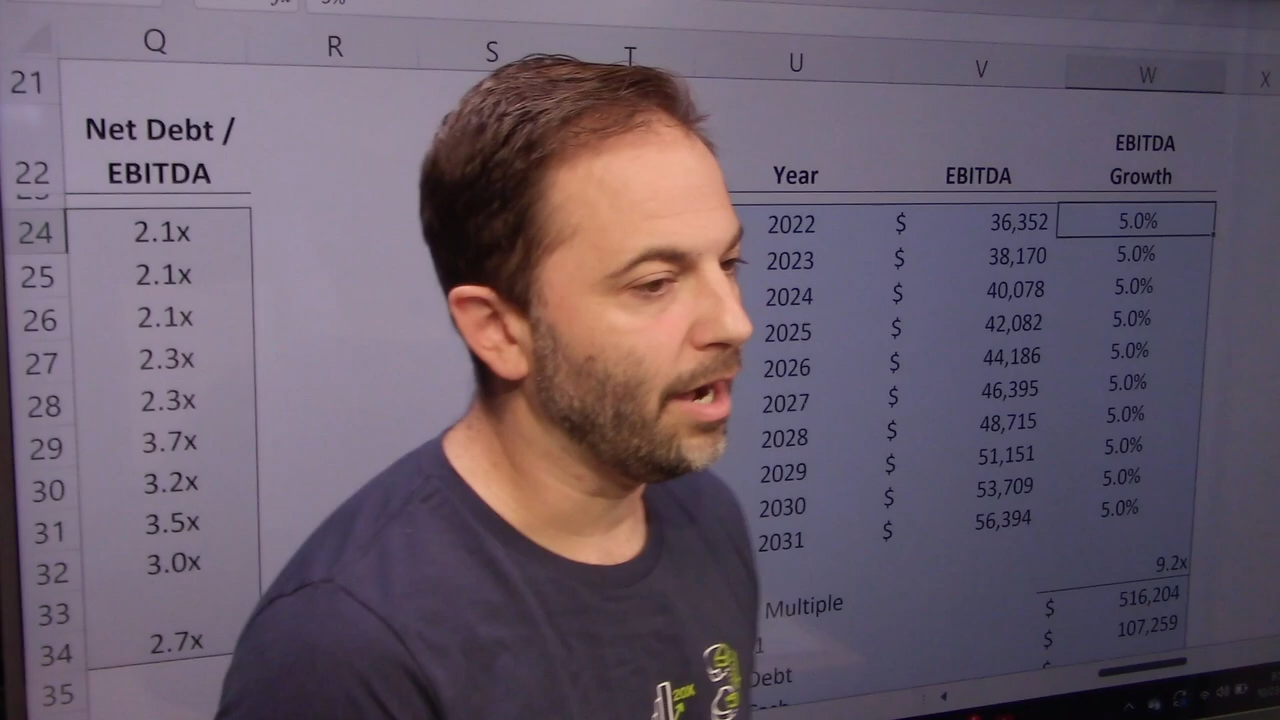 Q R S T U V W X
21
Net Debt / EBITDA
22 EBITDA Year EBITDA Growth
24 2.1x 2022 $ 36,352 5.0%
25 2.1x 2023 $ 38,170 5.0%
26 2.1x 2024 $ 40,078 5.0%
27 2.3x 2025 $ 42,082 5.0%
28 2.3x 2026 $ 44,186 5.0%
29 3.7x 2027 $ 46,395 5.0%
30 3.2x 2028 $ 48,715 5.0%
31 3.5x 2029 51,151 5.0%
32 3.0x 2030 $ 53,709 5.0%
33 2031 $ 56,394 5.0%
34 2.7x Multiple 9.2x
35 1 $ 516,204
Debt $ 107,259
20X